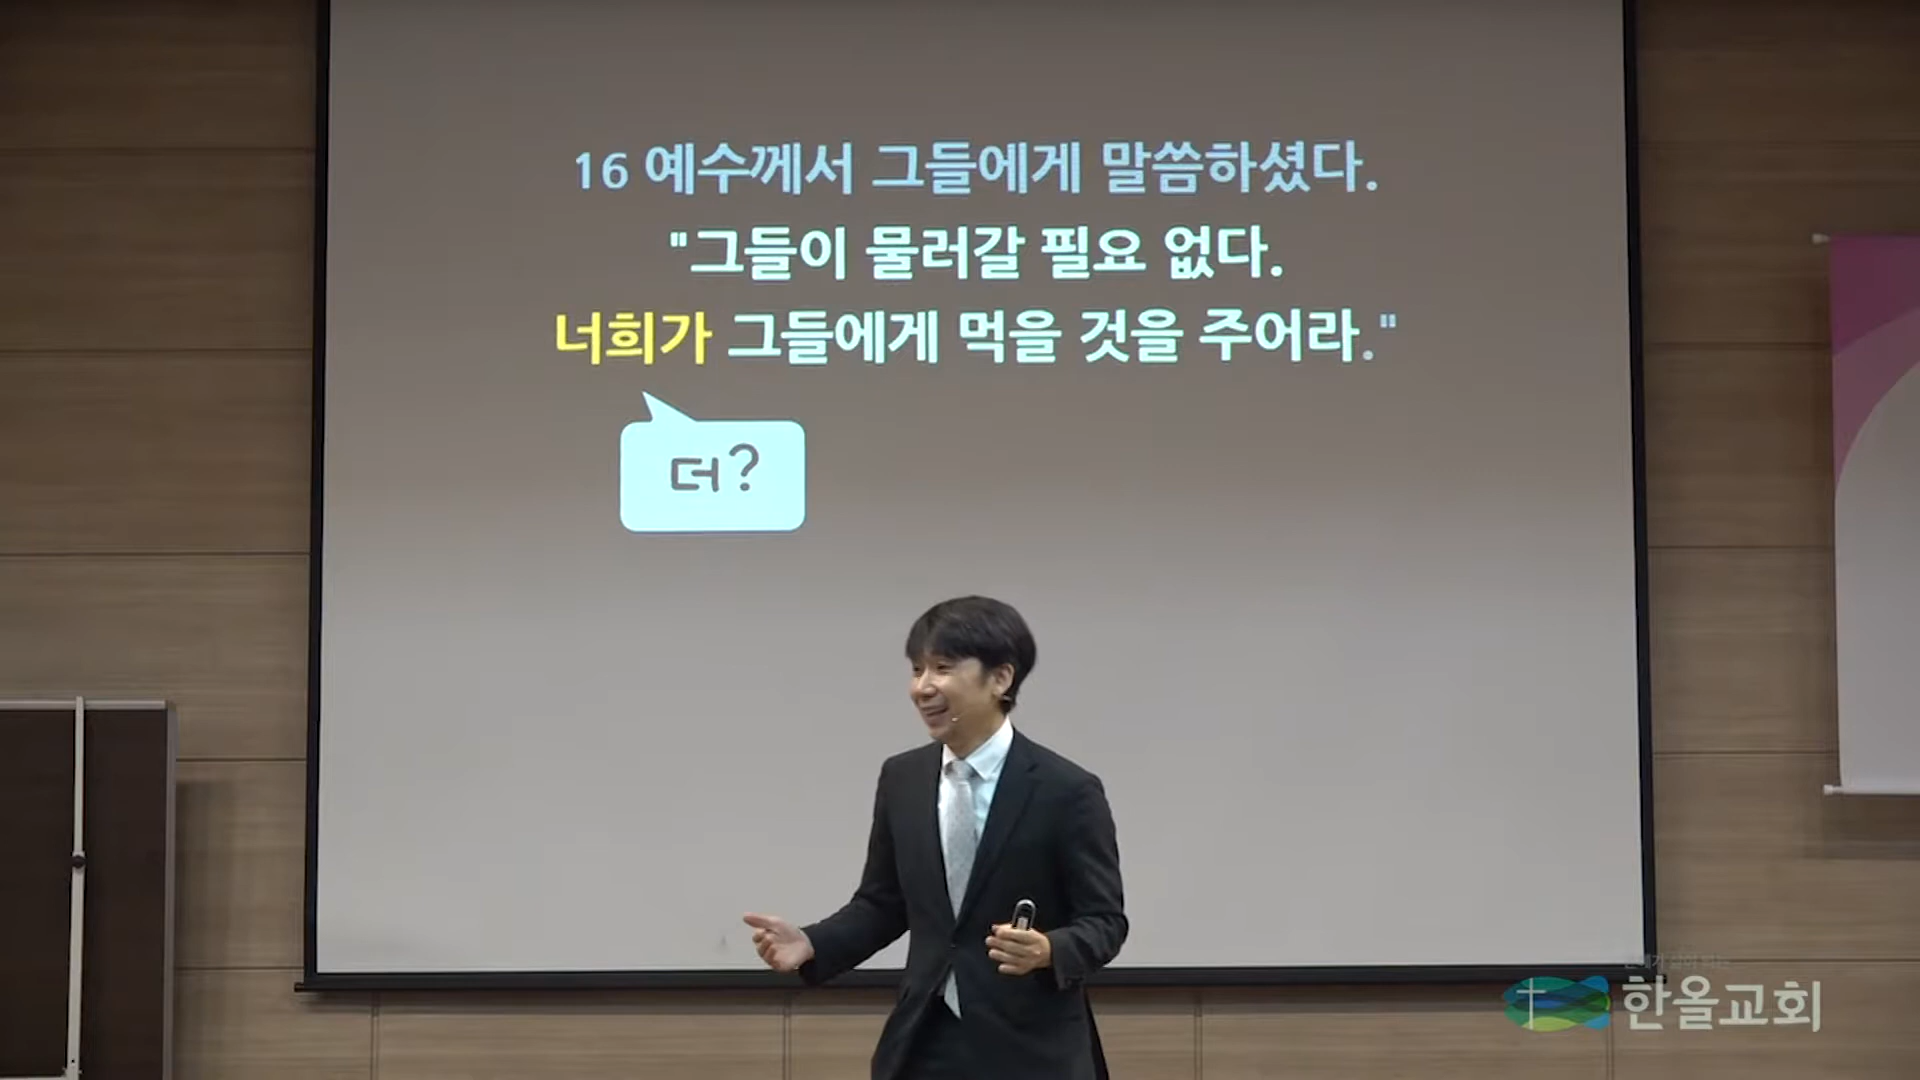 16 예수께서 그들에게 말씀하셨다.
"그들이 물러갈 필요 없다.
너희가 그들에게 먹을 것을 주어라."
더?
한올교회